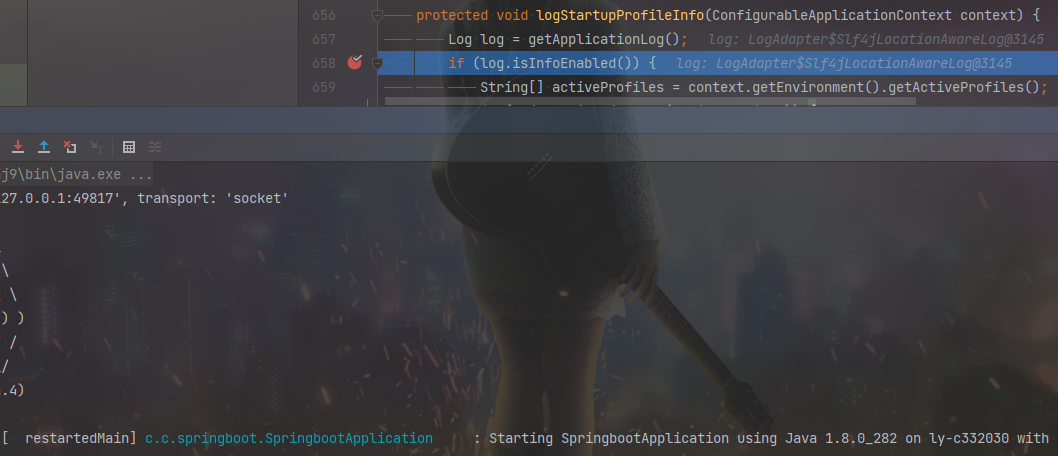 656 protected void logStartupProfileInfo(ConfigurableApplicationContext context) {
657 Log log = getApplicationLog(); log: LogAdapter$Slf4jLocationAwareLog@3145
658 if (log.isInfoEnabled()) { log: LogAdapter$Slf4jLocationAwareLog@3145
659 String[] activeProfiles = context.getEnvironment().getActiveProfiles();
j9\bin\java.exe ...
27.0.0.1:49817', transport: 'socket'
\
\
) )
/
/
.4)
[  restartedMain] c.c.springboot.SpringbootApplication     : Starting SpringbootApplication using Java 1.8.0_282 on ly-c332030 with